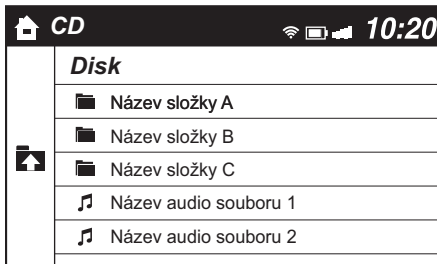 CD 10:20
Disk
Název složky A
Název složky B
Název složky C
Název audio souboru 1
Název audio souboru 2